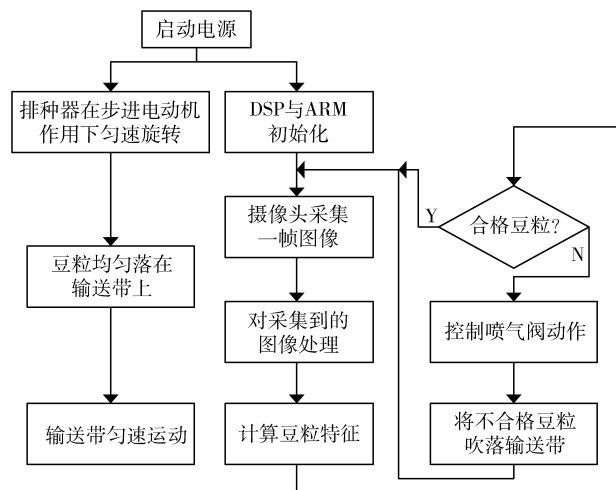 启动电源
排种器在步进电动机
作用下匀速旋转
豆粒均匀落在
输送带上
输送带匀速运动
DSP与ARM
初始化
摄像头采集
一帧图像
对采集到的
图像处理
计算豆粒特征
合格豆粒?
Y
N
控制喷气阀动作
将不合格豆粒
吹落输送带